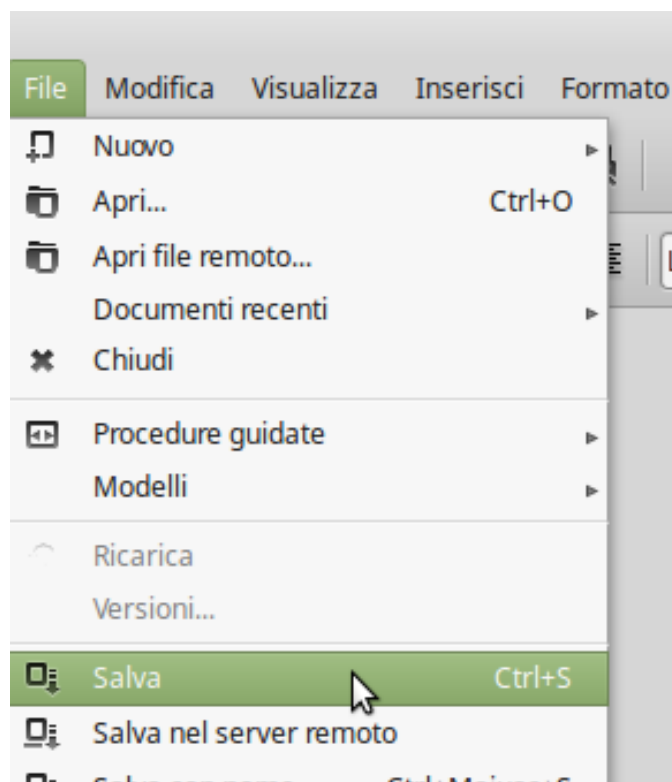 File Modifica Visualizza Inserisci Formato
Nuovo
Apri... Ctrl+O
Apri file remoto...
Documenti recenti
Chiudi
Procedure guidate
Modelli
Ricarica
Versioni...
Salva Ctrl+S
Salva nel server remoto